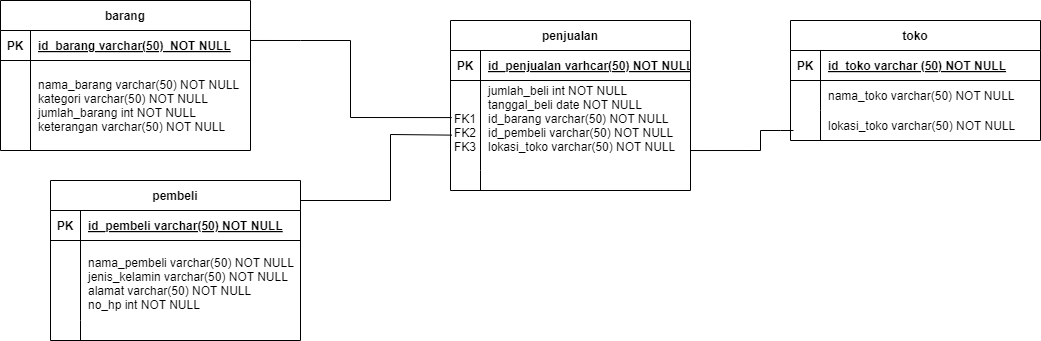 barang
PK id_barang varchar(50) NOT NULL
nama_barang varchar(50) NOT NULL
kategori varchar(50) NOT NULL
jumlah_barang int NOT NULL
keterangan varchar(50) NOT NULL
penjualan
PK id_penjualan varhcar(50) NOT NULL
jumlah_beli int NOT NULL
tanggal_beli date NOT NULL
FK1 id_barang varchar(50) NOT NULL
FK2 id_pembeli varchar(50) NOT NULL
FK3 lokasi_toko varchar(50) NOT NULL
toko
PK id_toko varchar (50) NOT NULL
nama_toko varchar(50) NOT NULL
lokasi_toko varchar(50) NOT NULL
pembeli
PK id_pembeli varchar(50) NOT NULL
nama_pembeli varchar(50) NOT NULL
jenis_kelamin varchar(50) NOT NULL
alamat varchar(50) NOT NULL
no_hp int NOT NULL